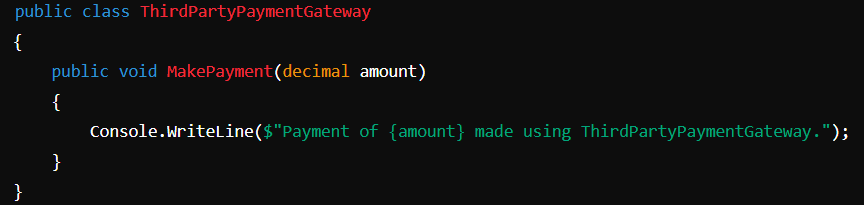 public class ThirdPartyPaymentGateway
{
    public void MakePayment(decimal amount)
    {
        Console.WriteLine($"Payment of {amount} made using ThirdPartyPaymentGateway.");
    }
}